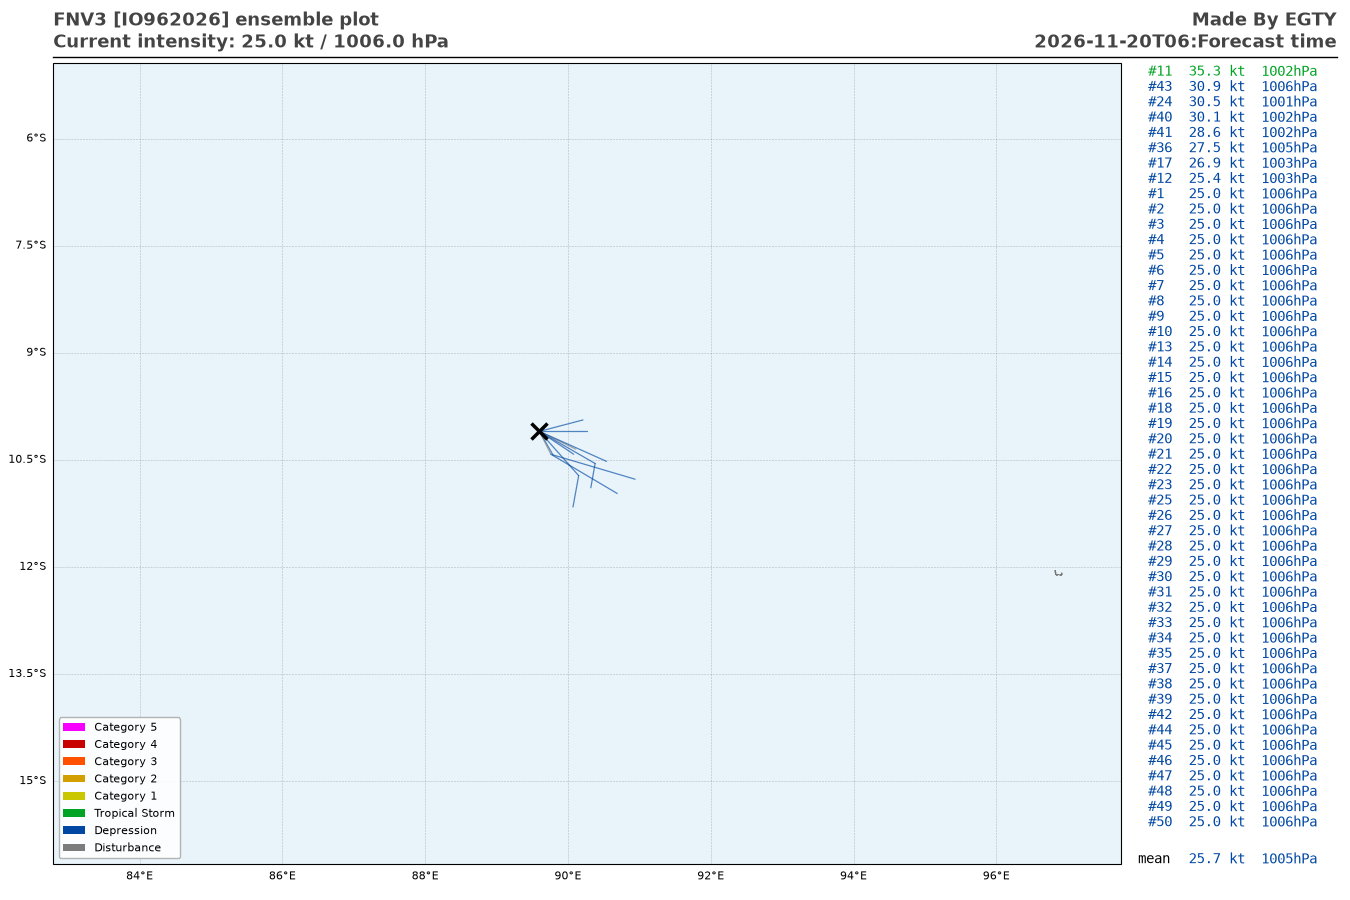 FNV3 [IO962026] ensemble plot
Current intensity: 25.0 kt / 1006.0 hPa
Made By EGTY
2026-11-20T06:Forecast time
6°S
7.5°S
9°S
10.5°S
12°S
13.5°S
15°S
84°E
86°E
88°E
90°E
92°E
94°E
96°E
Category 5
Category 4
Category 3
Category 2
Category 1
Tropical Storm
Depression
Disturbance
#11 35.3 kt 1002hPa
#43 30.9 kt 1006hPa
#24 30.5 kt 1001hPa
#40 30.1 kt 1002hPa
#41 28.6 kt 1002hPa
#36 27.5 kt 1005hPa
#17 26.9 kt 1003hPa
#12 25.4 kt 1003hPa
#1 25.0 kt 1006hPa
#2 25.0 kt 1006hPa
#3 25.0 kt 1006hPa
#4 25.0 kt 1006hPa
#5 25.0 kt 1006hPa
#6 25.0 kt 1006hPa
#7 25.0 kt 1006hPa
#8 25.0 kt 1006hPa
#9 25.0 kt 1006hPa
#10 25.0 kt 1006hPa
#13 25.0 kt 1006hPa
#14 25.0 kt 1006hPa
#15 25.0 kt 1006hPa
#16 25.0 kt 1006hPa
#18 25.0 kt 1006hPa
#19 25.0 kt 1006hPa
#20 25.0 kt 1006hPa
#21 25.0 kt 1006hPa
#22 25.0 kt 1006hPa
#23 25.0 kt 1006hPa
#25 25.0 kt 1006hPa
#26 25.0 kt 1006hPa
#27 25.0 kt 1006hPa
#28 25.0 kt 1006hPa
#29 25.0 kt 1006hPa
#30 25.0 kt 1006hPa
#31 25.0 kt 1006hPa
#32 25.0 kt 1006hPa
#33 25.0 kt 1006hPa
#34 25.0 kt 1006hPa
#35 25.0 kt 1006hPa
#37 25.0 kt 1006hPa
#38 25.0 kt 1006hPa
#39 25.0 kt 1006hPa
#42 25.0 kt 1006hPa
#44 25.0 kt 1006hPa
#45 25.0 kt 1006hPa
#46 25.0 kt 1006hPa
#47 25.0 kt 1006hPa
#48 25.0 kt 1006hPa
#49 25.0 kt 1006hPa
#50 25.0 kt 1006hPa
mean 25.7 kt 1005hPa